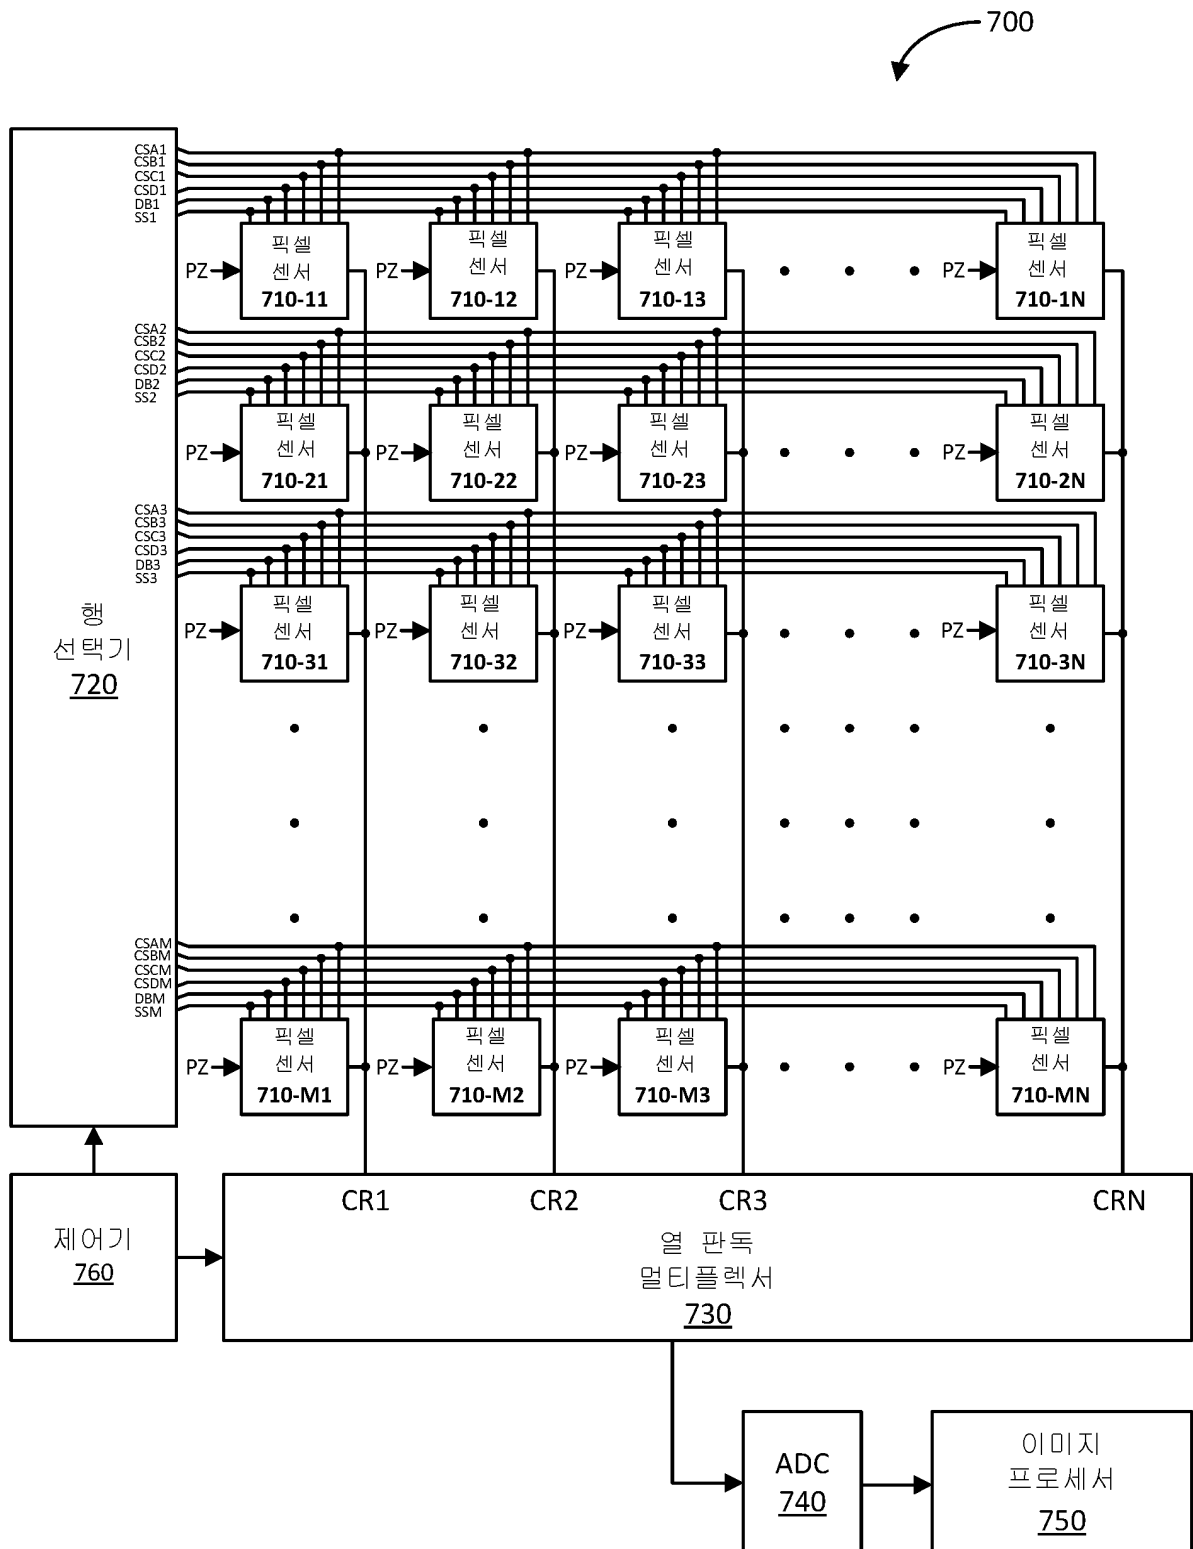 700
CSA1
CSB1
CSC1
CSD1
DB1
SS1
픽셀 픽셀 픽셀 픽셀
PZ 센서 PZ 센서 PZ 센서 PZ 센서
710-11 710-12 710-13 710-1N
CSA2
CSB2
CSC2
CSD2
DB2
SS2
픽셀 픽셀 픽셀 픽셀
PZ 센서 PZ 센서 PZ 센서 PZ 센서
710-21 710-22 710-23 710-2N
CSA3
CSB3
CSC3
CSD3
DB3
SS3
픽셀 픽셀 픽셀 픽셀
PZ 센서 PZ 센서 PZ 센서 PZ 센서
710-31 710-32 710-33 710-3N
행
선택기
720
CSAM
CSBM
CSCM
CSDM
DBM
SSM
픽셀 픽셀 픽셀 픽셀
PZ 센서 PZ 센서 PZ 센서 PZ 센서
710-M1 710-M2 710-M3 710-MN
CR1 CR2 CR3 CRN
제어기
760
열 판독
멀티플렉서
730
ADC
740
이미지
프로세서
750